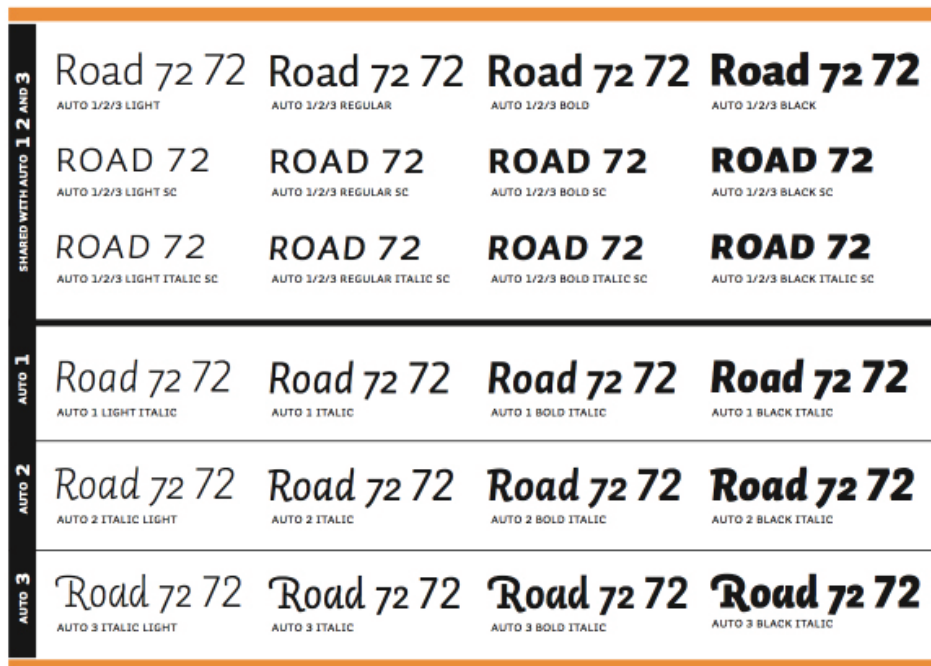 SHARED WITH AUTO 1 2 AND 3
Road 72 72 Road 72 72 Road 72 72 Road 72 72
AUTO 1/2/3 LIGHT AUTO 1/2/3 REGULAR AUTO 1/2/3 BOLD AUTO 1/2/3 BLACK
ROAD 72 ROAD 72 ROAD 72 ROAD 72
AUTO 1/2/3 LIGHT SC AUTO 1/2/3 REGULAR SC AUTO 1/2/3 BOLD SC AUTO 1/2/3 BLACK SC
ROAD 72 ROAD 72 ROAD 72 ROAD 72
AUTO 1/2/3 LIGHT ITALIC SC AUTO 1/2/3 REGULAR ITALIC SC AUTO 1/2/3 BOLD ITALIC SC AUTO 1/2/3 BLACK ITALIC SC
AUTO 1
Road 72 72 Road 72 72 Road 72 72 Road 72 72
AUTO 1 LIGHT ITALIC AUTO 1 ITALIC AUTO 1 BOLD ITALIC AUTO 1 BLACK ITALIC
AUTO 2
Road 72 72 Road 72 72 Road 72 72 Road 72 72
AUTO 2 ITALIC LIGHT AUTO 2 ITALIC AUTO 2 BOLD ITALIC AUTO 2 BLACK ITALIC
AUTO 3
Road 72 72 Road 72 72 Road 72 72 Road 72 72
AUTO 3 ITALIC LIGHT AUTO 3 ITALIC AUTO 3 BOLD ITALIC AUTO 3 BLACK ITALIC